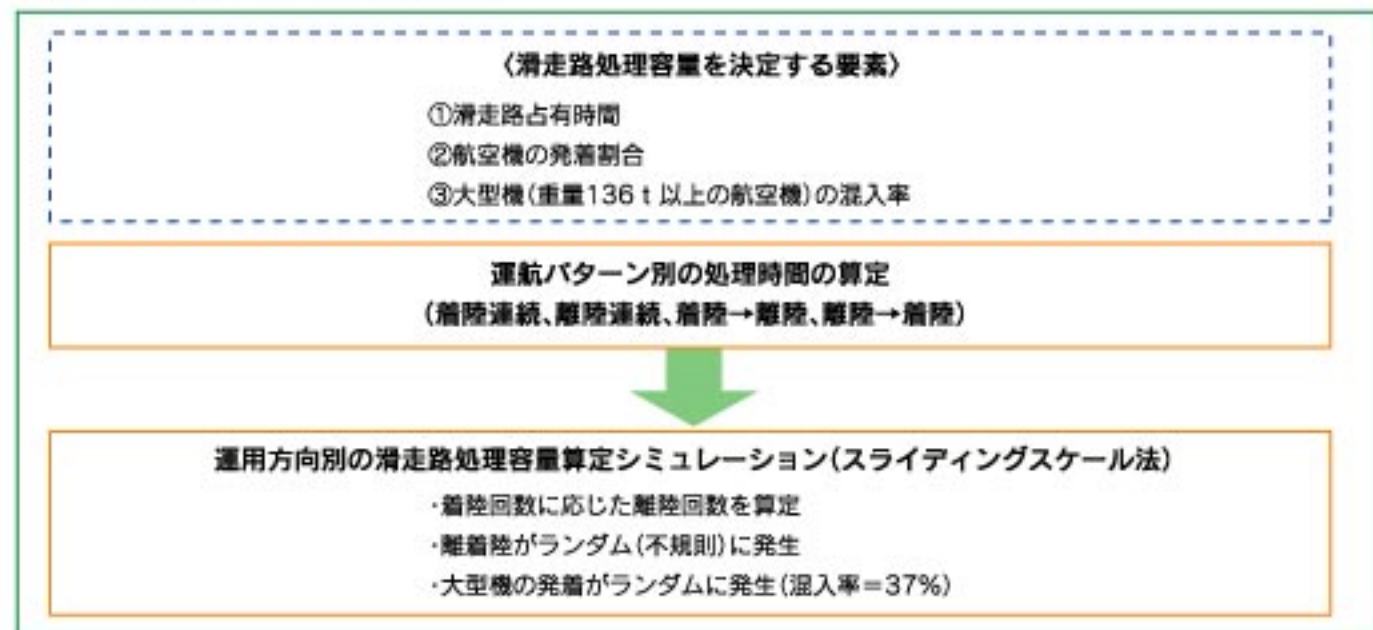 〈滑走路処理容量を決定する要素〉
①滑走路占有時間
②航空機の発着割合
③大型機(重量136ｔ以上の航空機)の混入率
運航パターン別の処理時間の算定
(着陸連続、離陸連続、着陸→離陸、離陸→着陸)
運用方向別の滑走路処理容量算定シミュレーション(スライディングスケール法)
・着陸回数に応じた離陸回数を算定
・離着陸がランダム(不規則)に発生
・大型機の発着がランダムに発生(混入率＝37%)